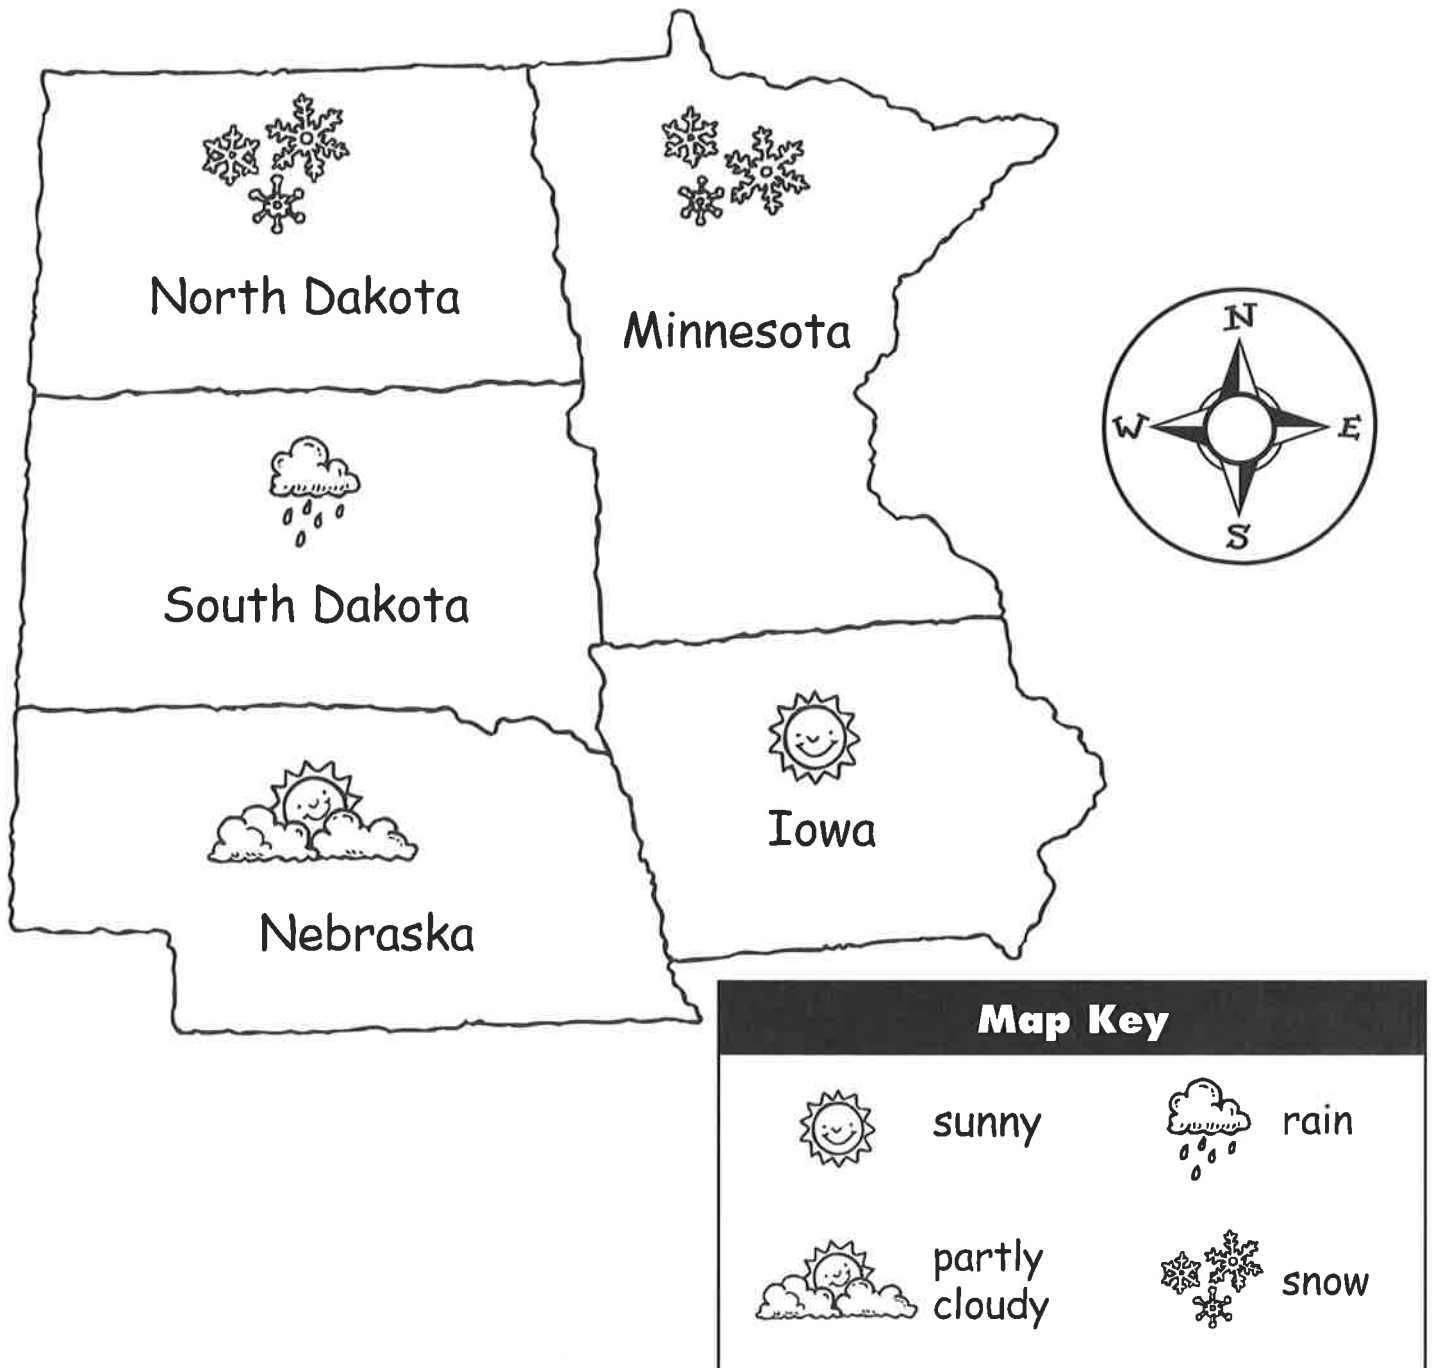 North Dakota
Minnesota
N
W
E
S
South Dakota
Iowa
Nebraska
Map Key
sunny
rain
partly
cloudy
snow